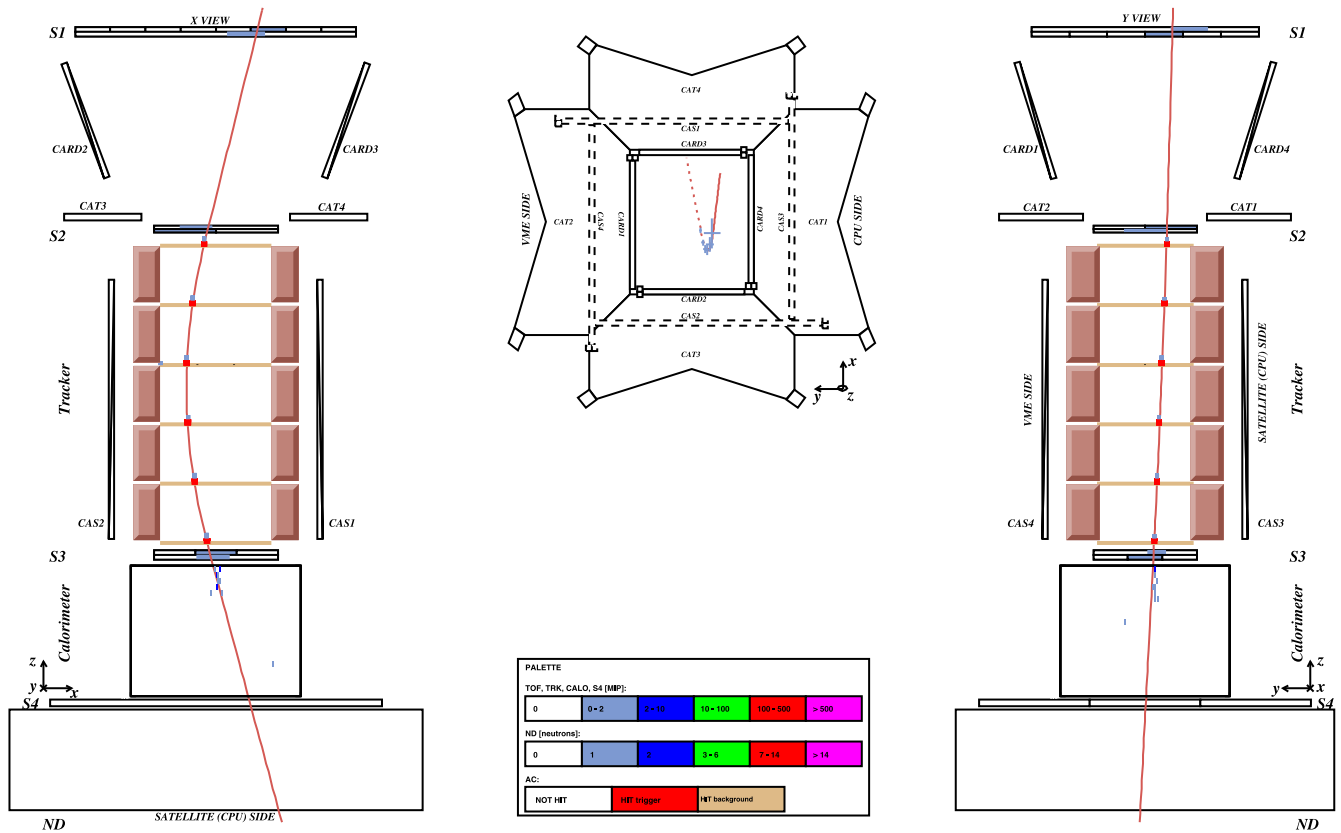 X VIEW
S1
CARD2
CARD3
CAT3
CAT4
S2
Tracker
CAS2
CAS1
S3
Calorimeter
z
y
x
S4
SATELLITE (CPU) SIDE
ND
CAT4
CAS1
CARD3
VME SIDE
CAT2
CAS4
CARD1
CARD4
CAS3
CAT1
CPU SIDE
CARD2
CAS2
CAT3
x
y
z
PALETTE
TOF, TRK, CALO, S4 [MIP]:
0
0 - 2
2 - 10
10 - 100
100 - 500
> 500
ND [neutrons]:
0
1
2
3 - 6
7 - 14
> 14
AC:
NOT HIT
HIT trigger
HIT background
Y VIEW
S1
CARD1
CARD4
CAT2
CAT1
S2
VME SIDE
SATELLITE (CPU) SIDE
Tracker
CAS4
CAS3
S3
Calorimeter
z
y
x
S4
ND